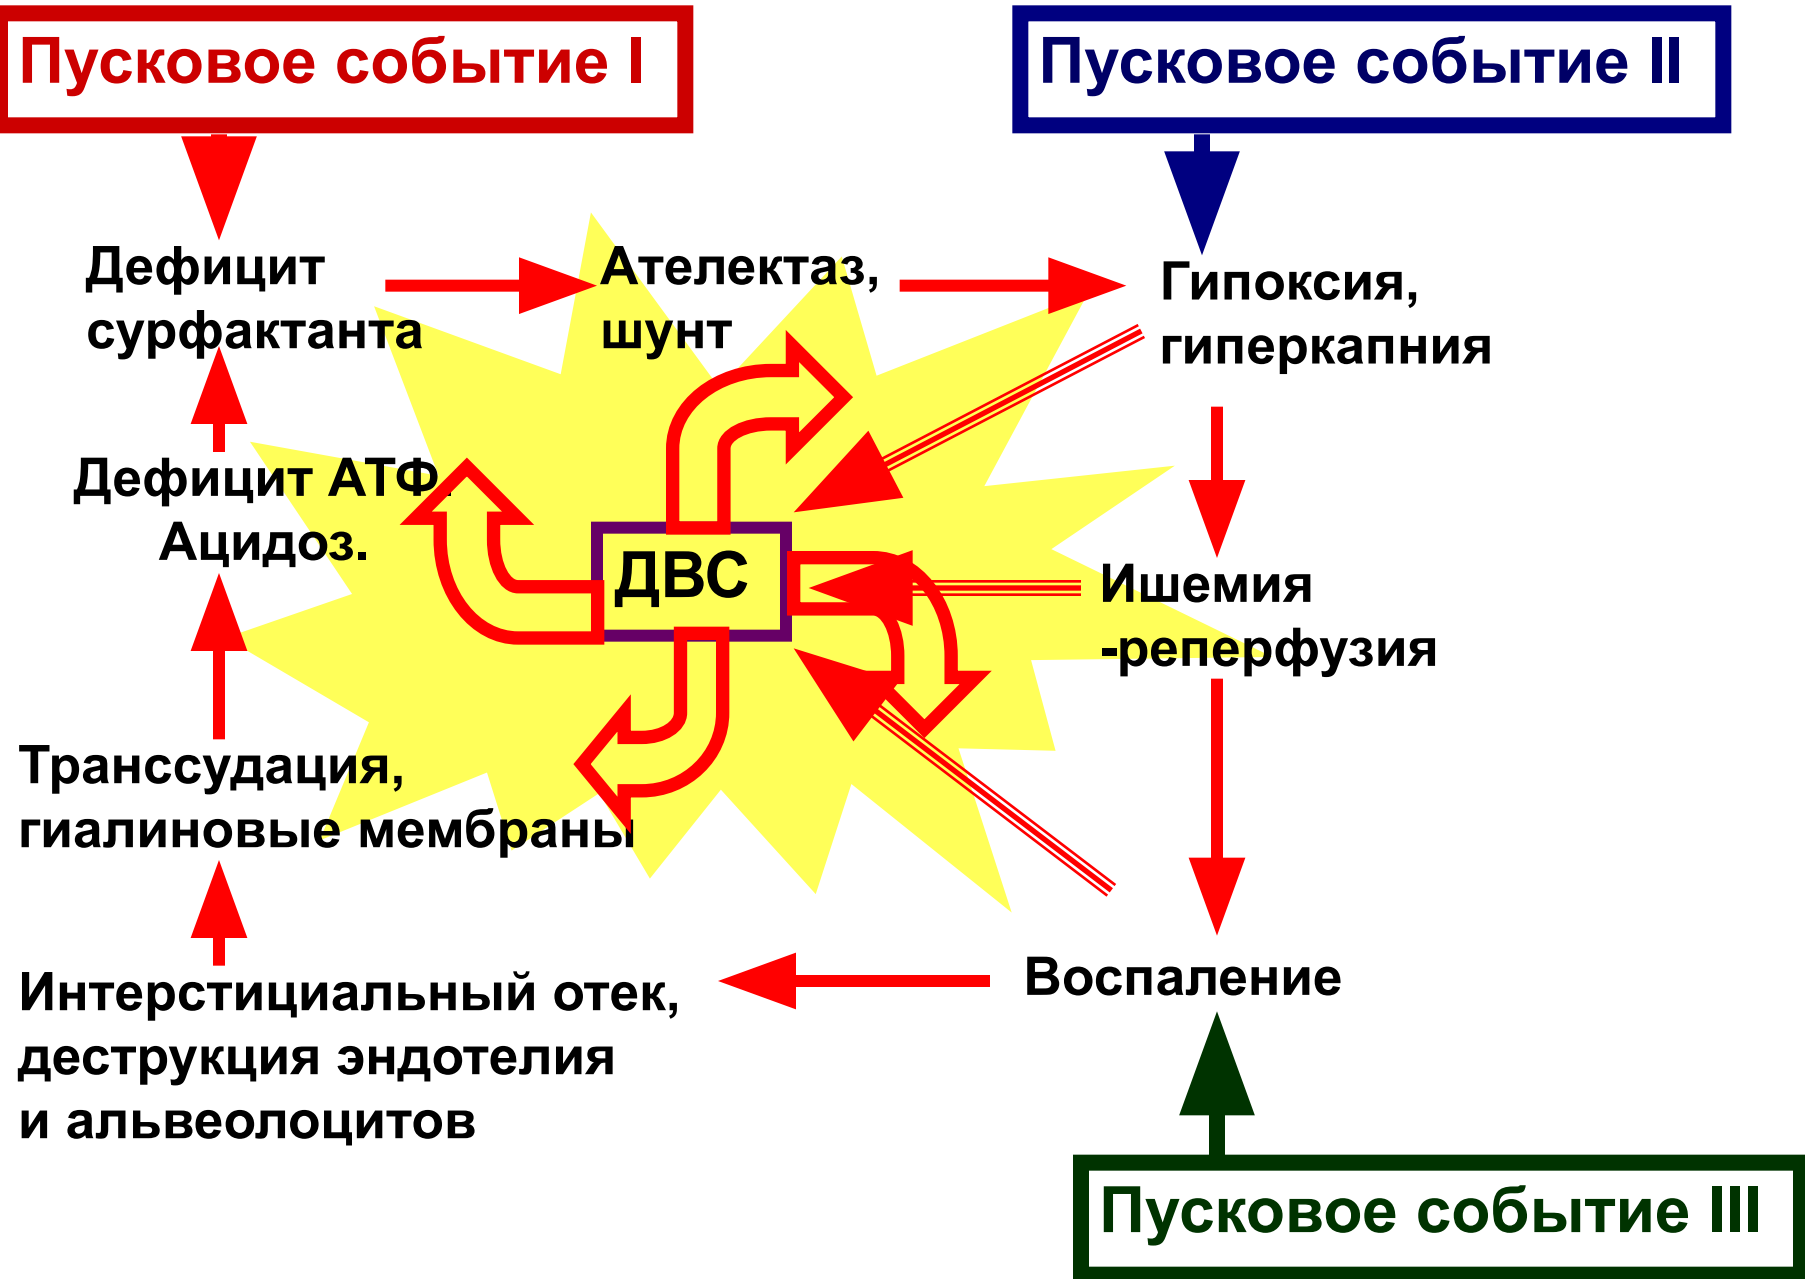 Пусковое событие I
Пусковое событие II
Дефицит
сурфактанта
Ателектаз,
шунт
Гипоксия,
гиперкапния
Дефицит АТФ.
Ацидоз.
ДВС
Ишемия
-реперфузия
Транссудация,
гиалиновые мембраны
Воспаление
Интерстициальный отек,
деструкция эндотелия
и альвеолоцитов
Пусковое событие III